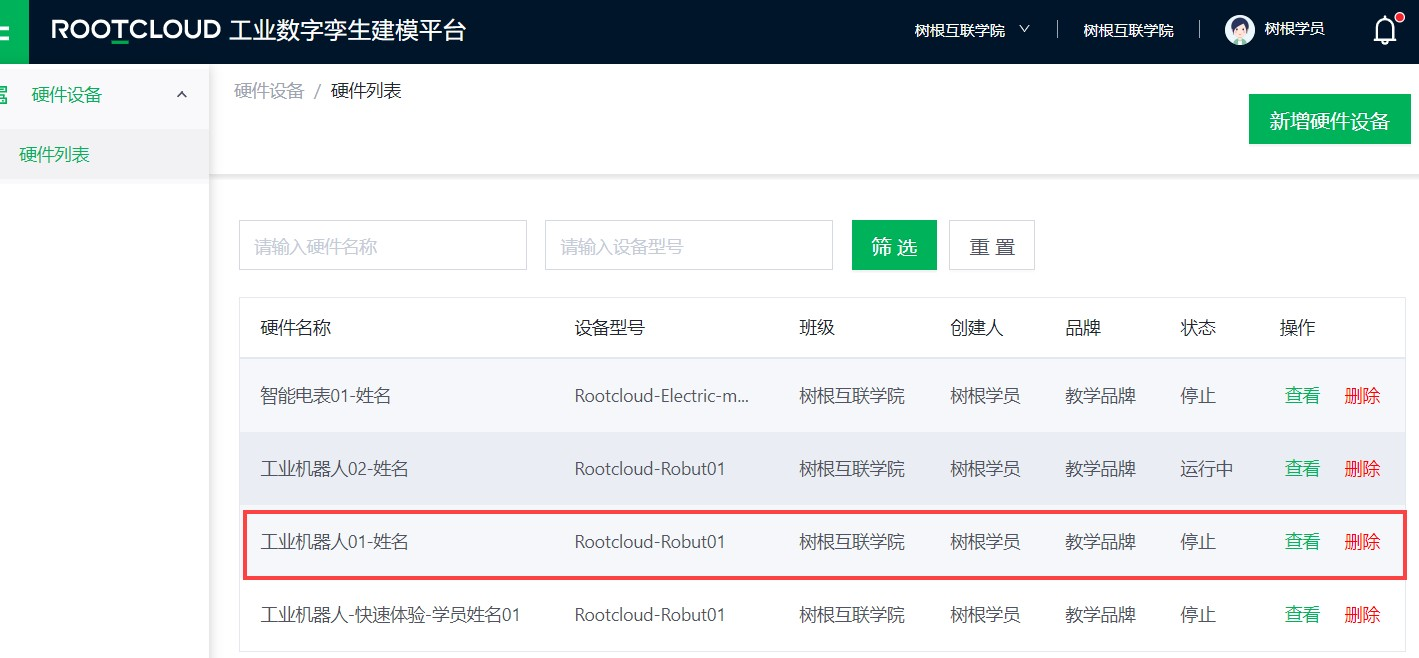 ROOTCLOUD 工业数字孪生建模平台 树根互联学院 树根互联学院 树根学员
硬件设备
硬件列表
硬件设备 / 硬件列表
新增硬件设备
请输入硬件名称 请输入设备型号 筛选 重置
硬件名称 设备型号 班级 创建人 品牌 状态 操作
智能电表01-姓名 Rootcloud-Electric-m... 树根互联学院 树根学员 教学品牌 停止 查看 删除
工业机器人02-姓名 Rootcloud-Robut01 树根互联学院 树根学员 教学品牌 运行中 查看 删除
工业机器人01-姓名 Rootcloud-Robut01 树根互联学院 树根学员 教学品牌 停止 查看 删除
工业机器人-快速体验-学员姓名01 Rootcloud-Robut01 树根互联学院 树根学员 教学品牌 停止 查看 删除